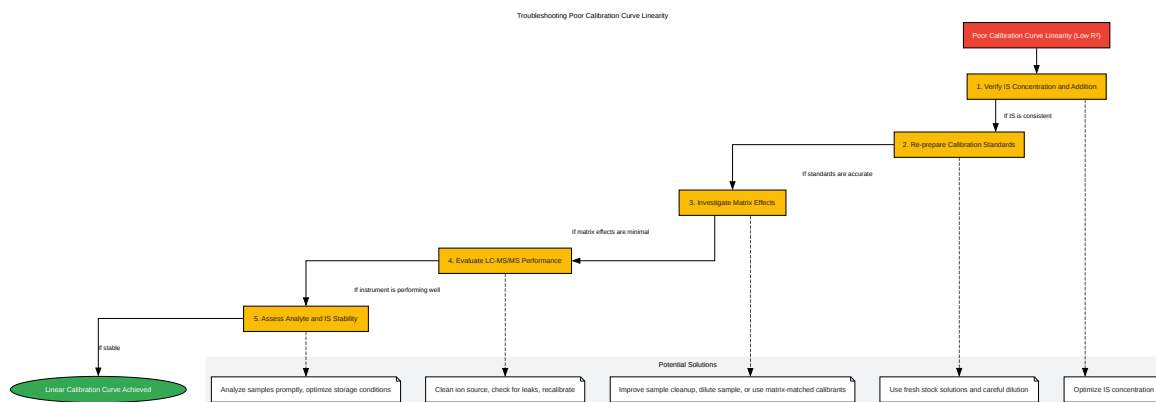 Troubleshooting Poor Calibration Curve Linearity
Poor Calibration Curve Linearity (Low R²)
1. Verify IS Concentration and Addition
If IS is consistent
2. Re-prepare Calibration Standards
If standards are accurate
3. Investigate Matrix Effects
If matrix effects are minimal
4. Evaluate LC-MS/MS Performance
If instrument is performing well
5. Assess Analyte and IS Stability
If stable
Potential Solutions
Linear Calibration Curve Achieved
Analyze samples promptly, optimize storage conditions
Clean ion source, check for leaks, recalibrate
Improve sample cleanup, dilute sample, or use matrix-matched calibrants
Use fresh stock solutions and careful dilution
Optimize IS concentration